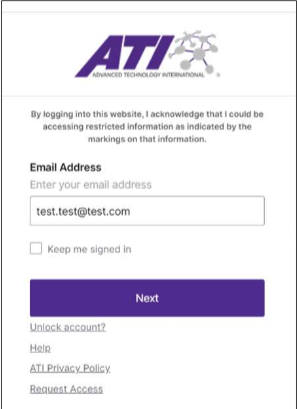 ATI
ADVANCED TECHNOLOGY INTERNATIONAL
By logging into this website, I acknowledge that I could be
accessing restricted information as indicated by the
markings on that information.
Email Address
Enter your email address
test.test@test.com
Keep me signed in
Next
Unlock account?
Help
ATI Privacy Policy
Request Access